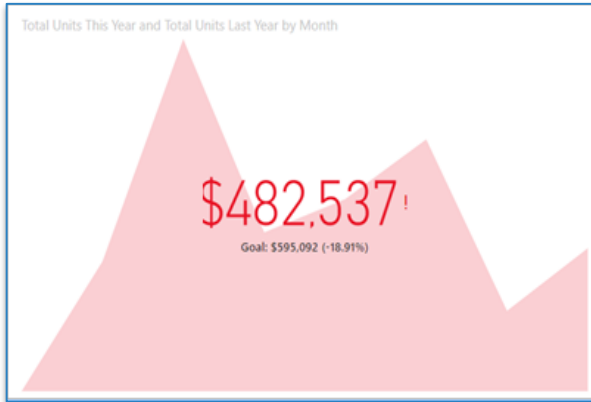 Total Units This Year and Total Units Last Year by Month
$482,537!
Goal: $595,092 (-18.91%)